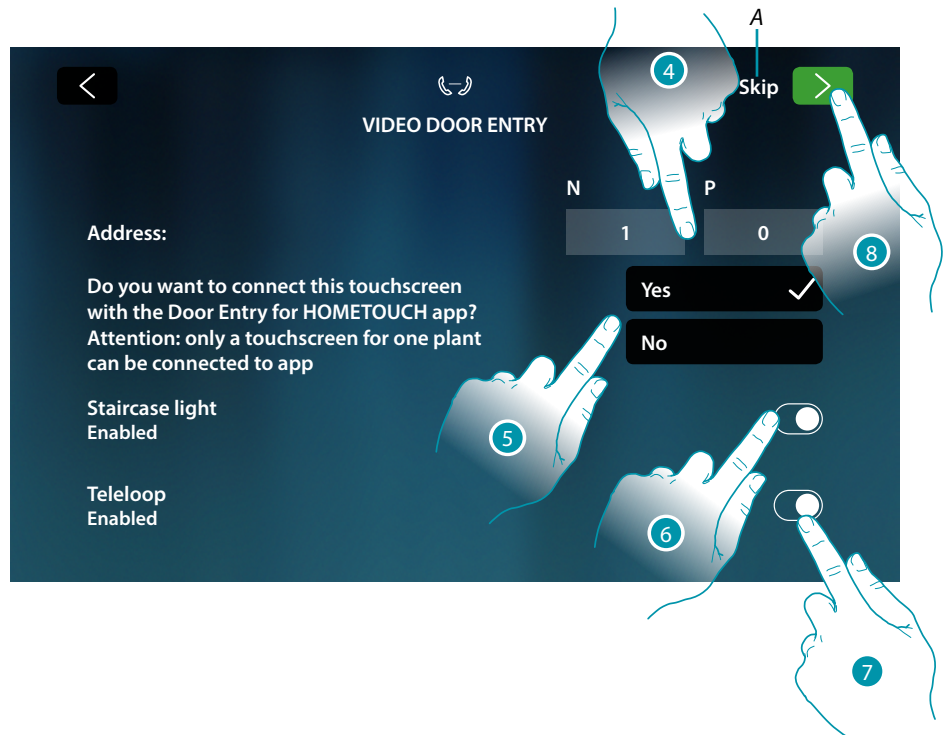 A
4
Skip
VIDEO DOOR ENTRY
N P
Address:
1 0
8
Do you want to connect this touchscreen
with the Door Entry for HOMETOUCH app?
Attention: only a touchscreen for one plant
can be connected to app
Yes
No
5
Staircase light
Enabled
6
Teleloop
Enabled
7